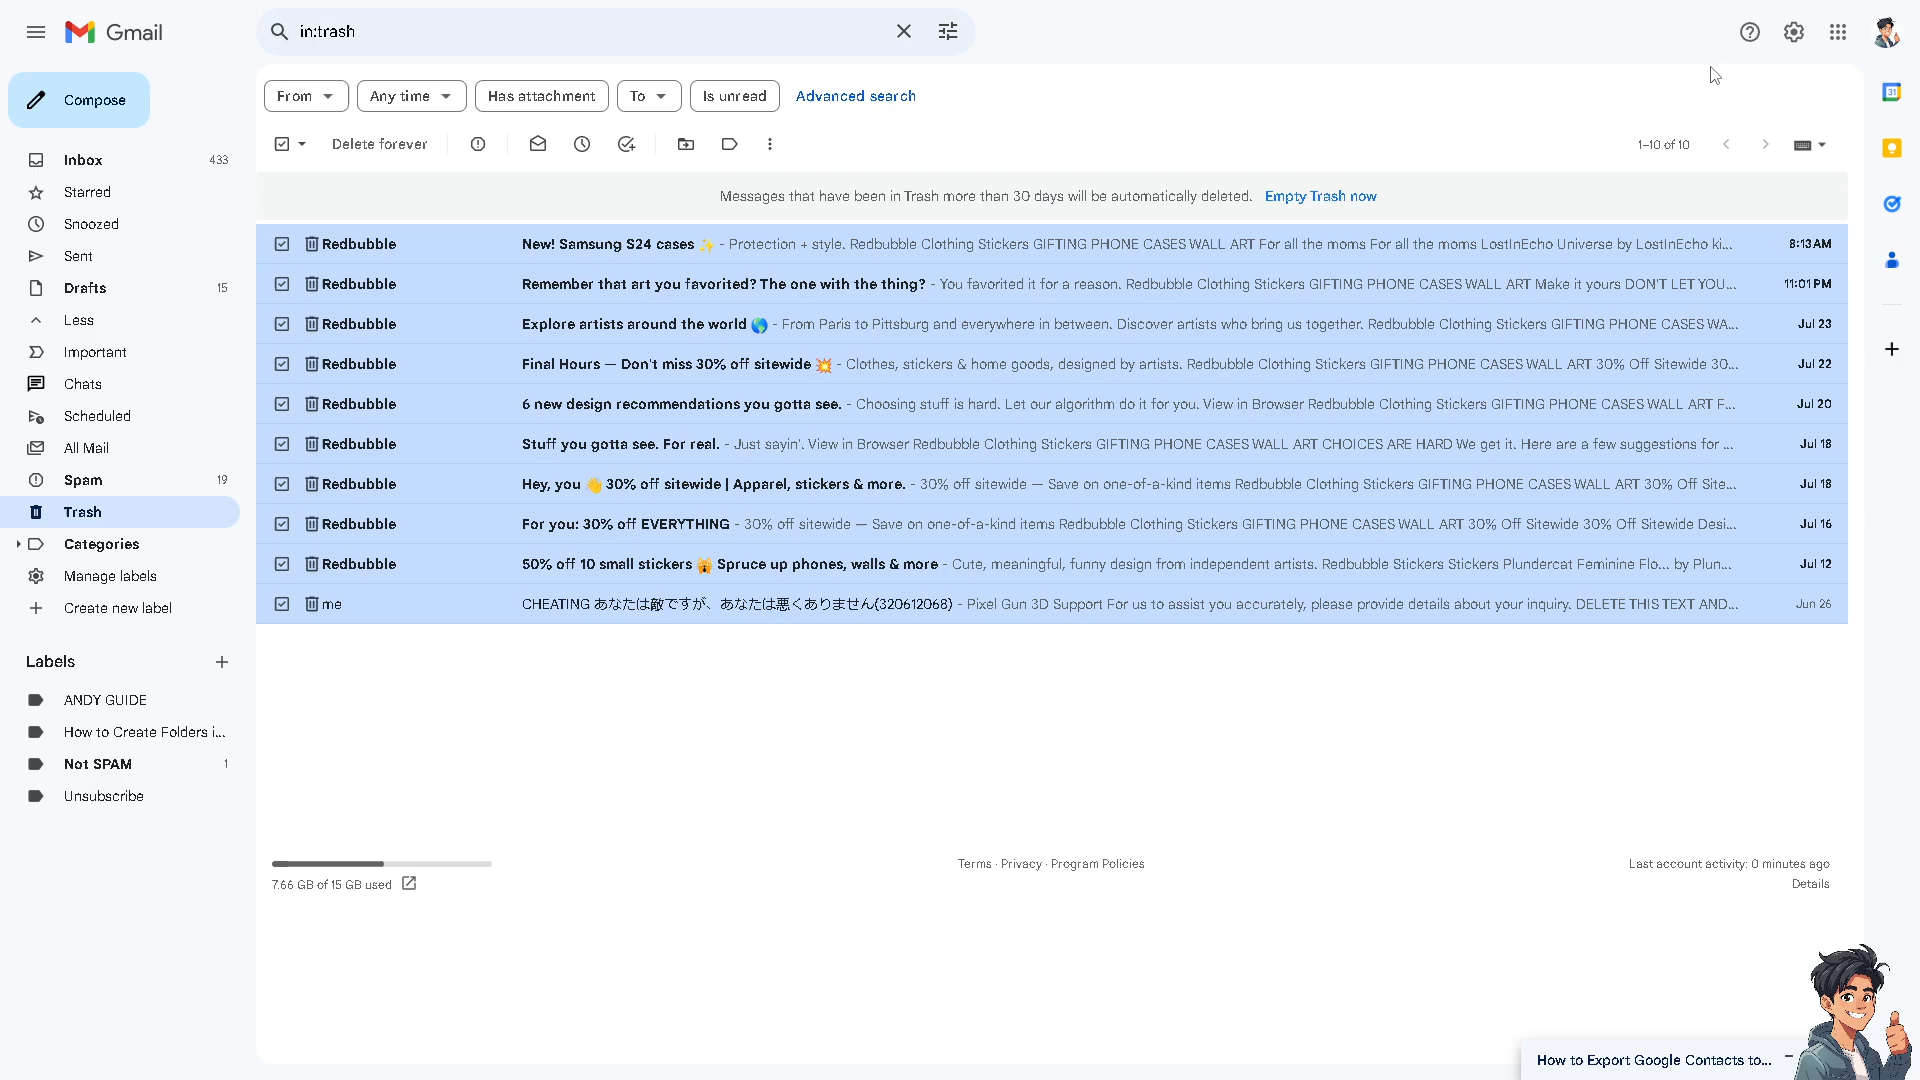 Gmail
in:trash
Compose
From
Any time
Has attachment
To
Is unread
Advanced search
Delete forever
1–10 of 10
Messages that have been in Trash more than 30 days will be automatically deleted. Empty Trash now
Inbox 433
Starred
Snoozed
Sent
Drafts 15
Less
Important
Chats
Scheduled
All Mail
Spam 19
Trash
Categories
Manage labels
Create new label
Labels
ANDY GUIDE
How to Create Folders i...
Not SPAM 1
Unsubscribe
Redbubble New! Samsung S24 cases ✨ - Protection + style. Redbubble Clothing Stickers GIFTING PHONE CASES WALL ART For all the moms For all the moms LostInEcho Universe by LostInEcho ki... 8:13 AM
Redbubble Remember that art you favorited? The one with the thing? - You favorited it for a reason. Redbubble Clothing Stickers GIFTING PHONE CASES WALL ART Make it yours DON'T LET YOU... 11:01 PM
Redbubble Explore artists around the world 🌎 - From Paris to Pittsburg and everywhere in between. Discover artists who bring us together. Redbubble Clothing Stickers GIFTING PHONE CASES WA... Jul 23
Redbubble Final Hours — Don't miss 30% off sitewide 💥 - Clothes, stickers & home goods, designed by artists. Redbubble Clothing Stickers GIFTING PHONE CASES WALL ART 30% Off Sitewide 30... Jul 22
Redbubble 6 new design recommendations you gotta see. - Choosing stuff is hard. Let our algorithm do it for you. View in Browser Redbubble Clothing Stickers GIFTING PHONE CASES WALL ART F... Jul 20
Redbubble Stuff you gotta see. For real. - Just sayin'. View in Browser Redbubble Clothing Stickers GIFTING PHONE CASES WALL ART CHOICES ARE HARD We get it. Here are a few suggestions for ... Jul 18
Redbubble Hey, you 👋 30% off sitewide | Apparel, stickers & more. - 30% off sitewide — Save on one-of-a-kind items Redbubble Clothing Stickers GIFTING PHONE CASES WALL ART 30% Off Site... Jul 18
Redbubble For you: 30% off EVERYTHING - 30% off sitewide — Save on one-of-a-kind items Redbubble Clothing Stickers GIFTING PHONE CASES WALL ART 30% Off Sitewide 30% Off Sitewide Desi... Jul 16
Redbubble 50% off 10 small stickers 🙀 Spruce up phones, walls & more - Cute, meaningful, funny design from independent artists. Redbubble Stickers Stickers Plundercat Feminine Flo... by Plun... Jul 12
me CHEATING あなたは敵ですが、あなたは悪くありません(320612068) - Pixel Gun 3D Support For us to assist you accurately, please provide details about your inquiry. DELETE THIS TEXT AND... Jun 26
7.66 GB of 15 GB used
Terms · Privacy · Program Policies
Last account activity: 0 minutes ago
Details
31
How to Export Google Contacts to...